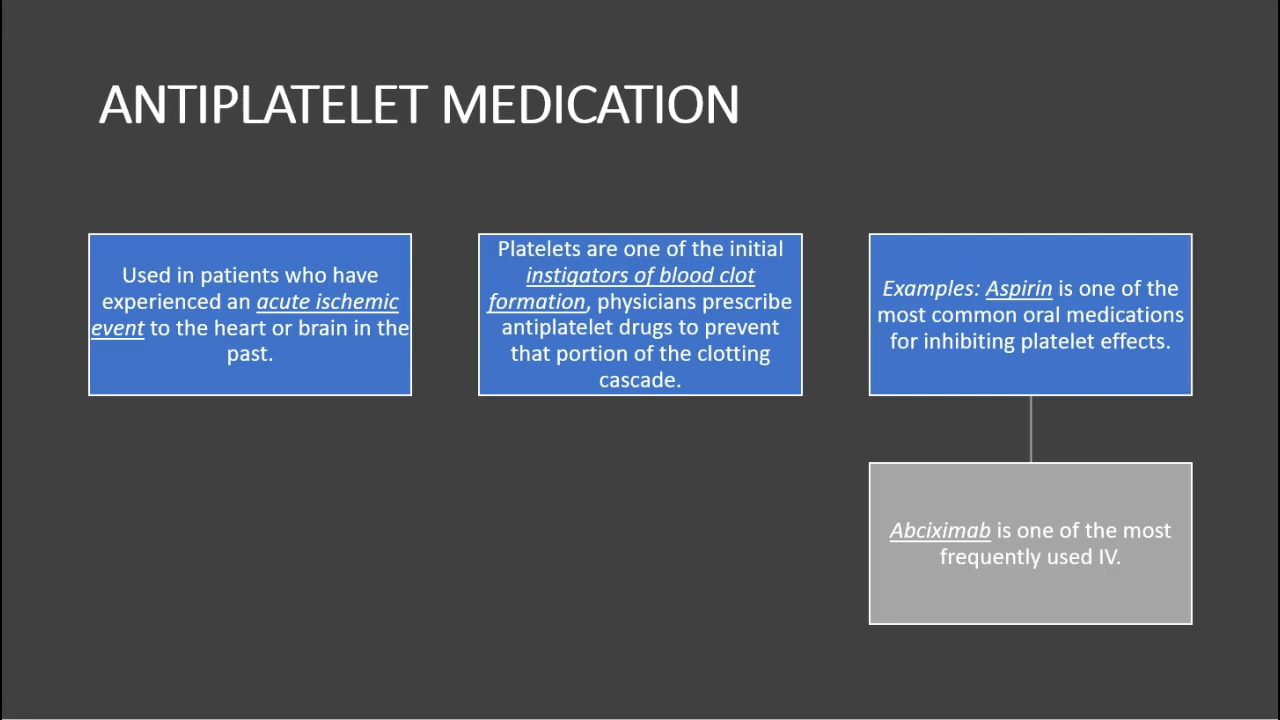 ANTIPLATELET MEDICATION
Used in patients who have
experienced an acute ischemic
event to the heart or brain in the
past.
Platelets are one of the initial
instigators of blood clot
formation, physicians prescribe
antiplatelet drugs to prevent
that portion of the clotting
cascade.
Examples: Aspirin is one of the
most common oral medications
for inhibiting platelet effects.
Abciximab is one of the most
frequently used IV.